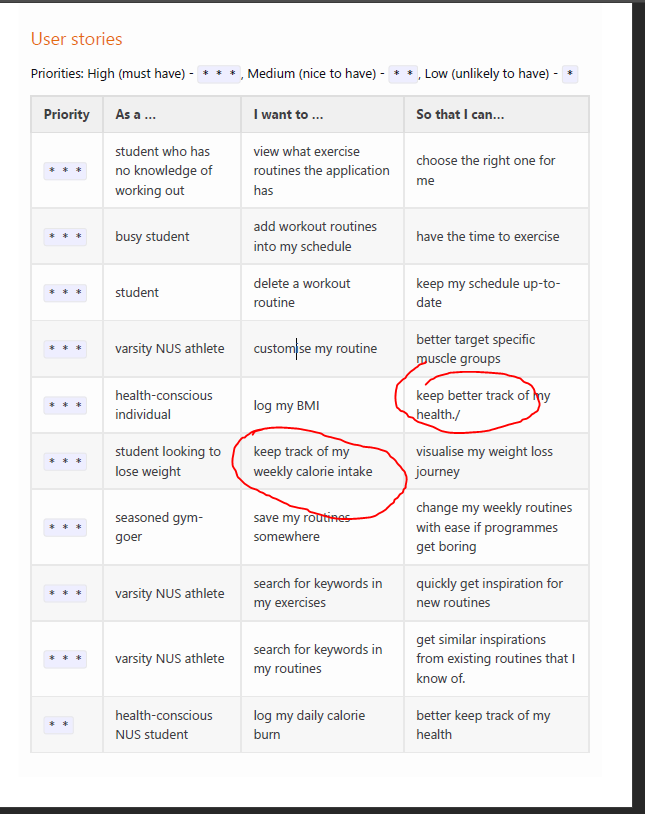 User stories
Priorities: High (must have) - * * *, Medium (nice to have) - * *, Low (unlikely to have) - *
Priority As a ... I want to ... So that I can...
* * *
student who has
no knowledge of
working out
view what exercise
routines the application
has
choose the right one for
me
* * *
busy student
add workout routines
into my schedule
have the time to exercise
* * *
student
delete a workout
routine
keep my schedule up-to-
date
* * *
varsity NUS athlete
customise my routine
better target specific
muscle groups
* * *
health-conscious
individual
log my BMI
keep better track of my
health./
* * *
student looking to
lose weight
keep track of my
weekly calorie intake
visualise my weight loss
journey
* * *
seasoned gym-
goer
save my routines
somewhere
change my weekly routines
with ease if programmes
get boring
* * *
varsity NUS athlete
search for keywords in
my exercises
quickly get inspiration for
new routines
* * *
varsity NUS athlete
search for keywords in
my routines
get similar inspirations
from existing routines that I
know of.
* *
health-conscious
NUS student
log my daily calorie
burn
better keep track of my
health